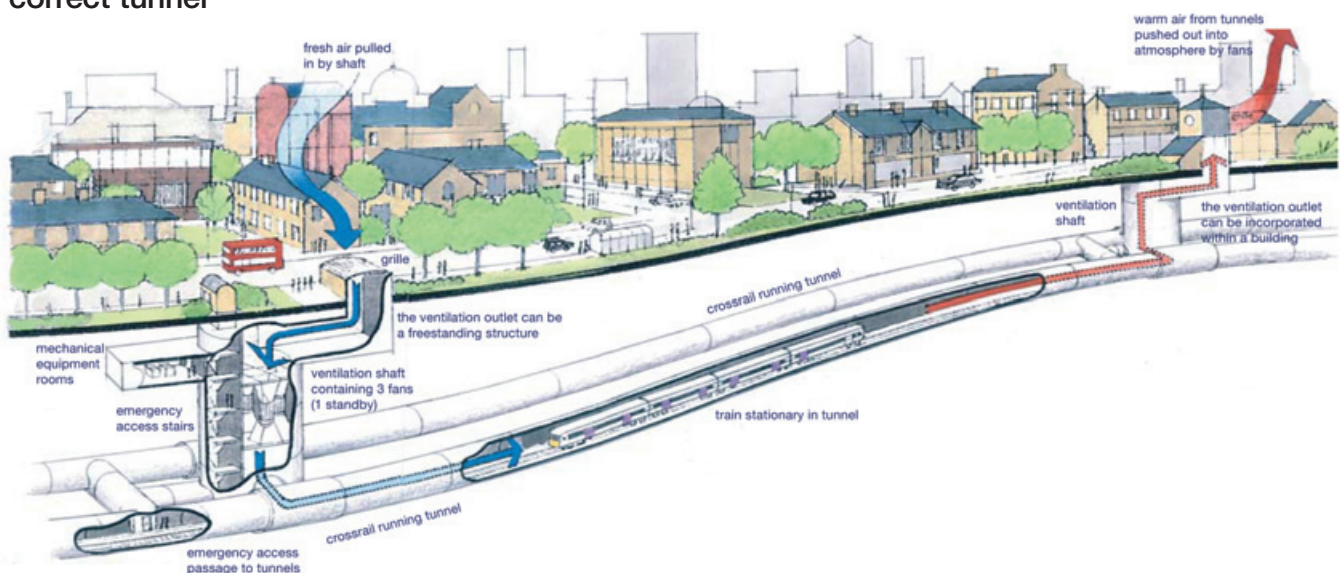 correct tunnel
fresh air pulled
in by shaft
warm air from tunnels
pushed out into
atmosphere by fans
grille
the ventilation outlet can be
a freestanding structure
mechanical
equipment
rooms
ventilation shaft
containing 3 fans
(1 standby)
emergency
access stairs
crossrail running tunnel
ventilation
shaft
the ventilation outlet
can be incorporated
within a building
train stationary in tunnel
crossrail running tunnel
emergency access
passage to tunnels